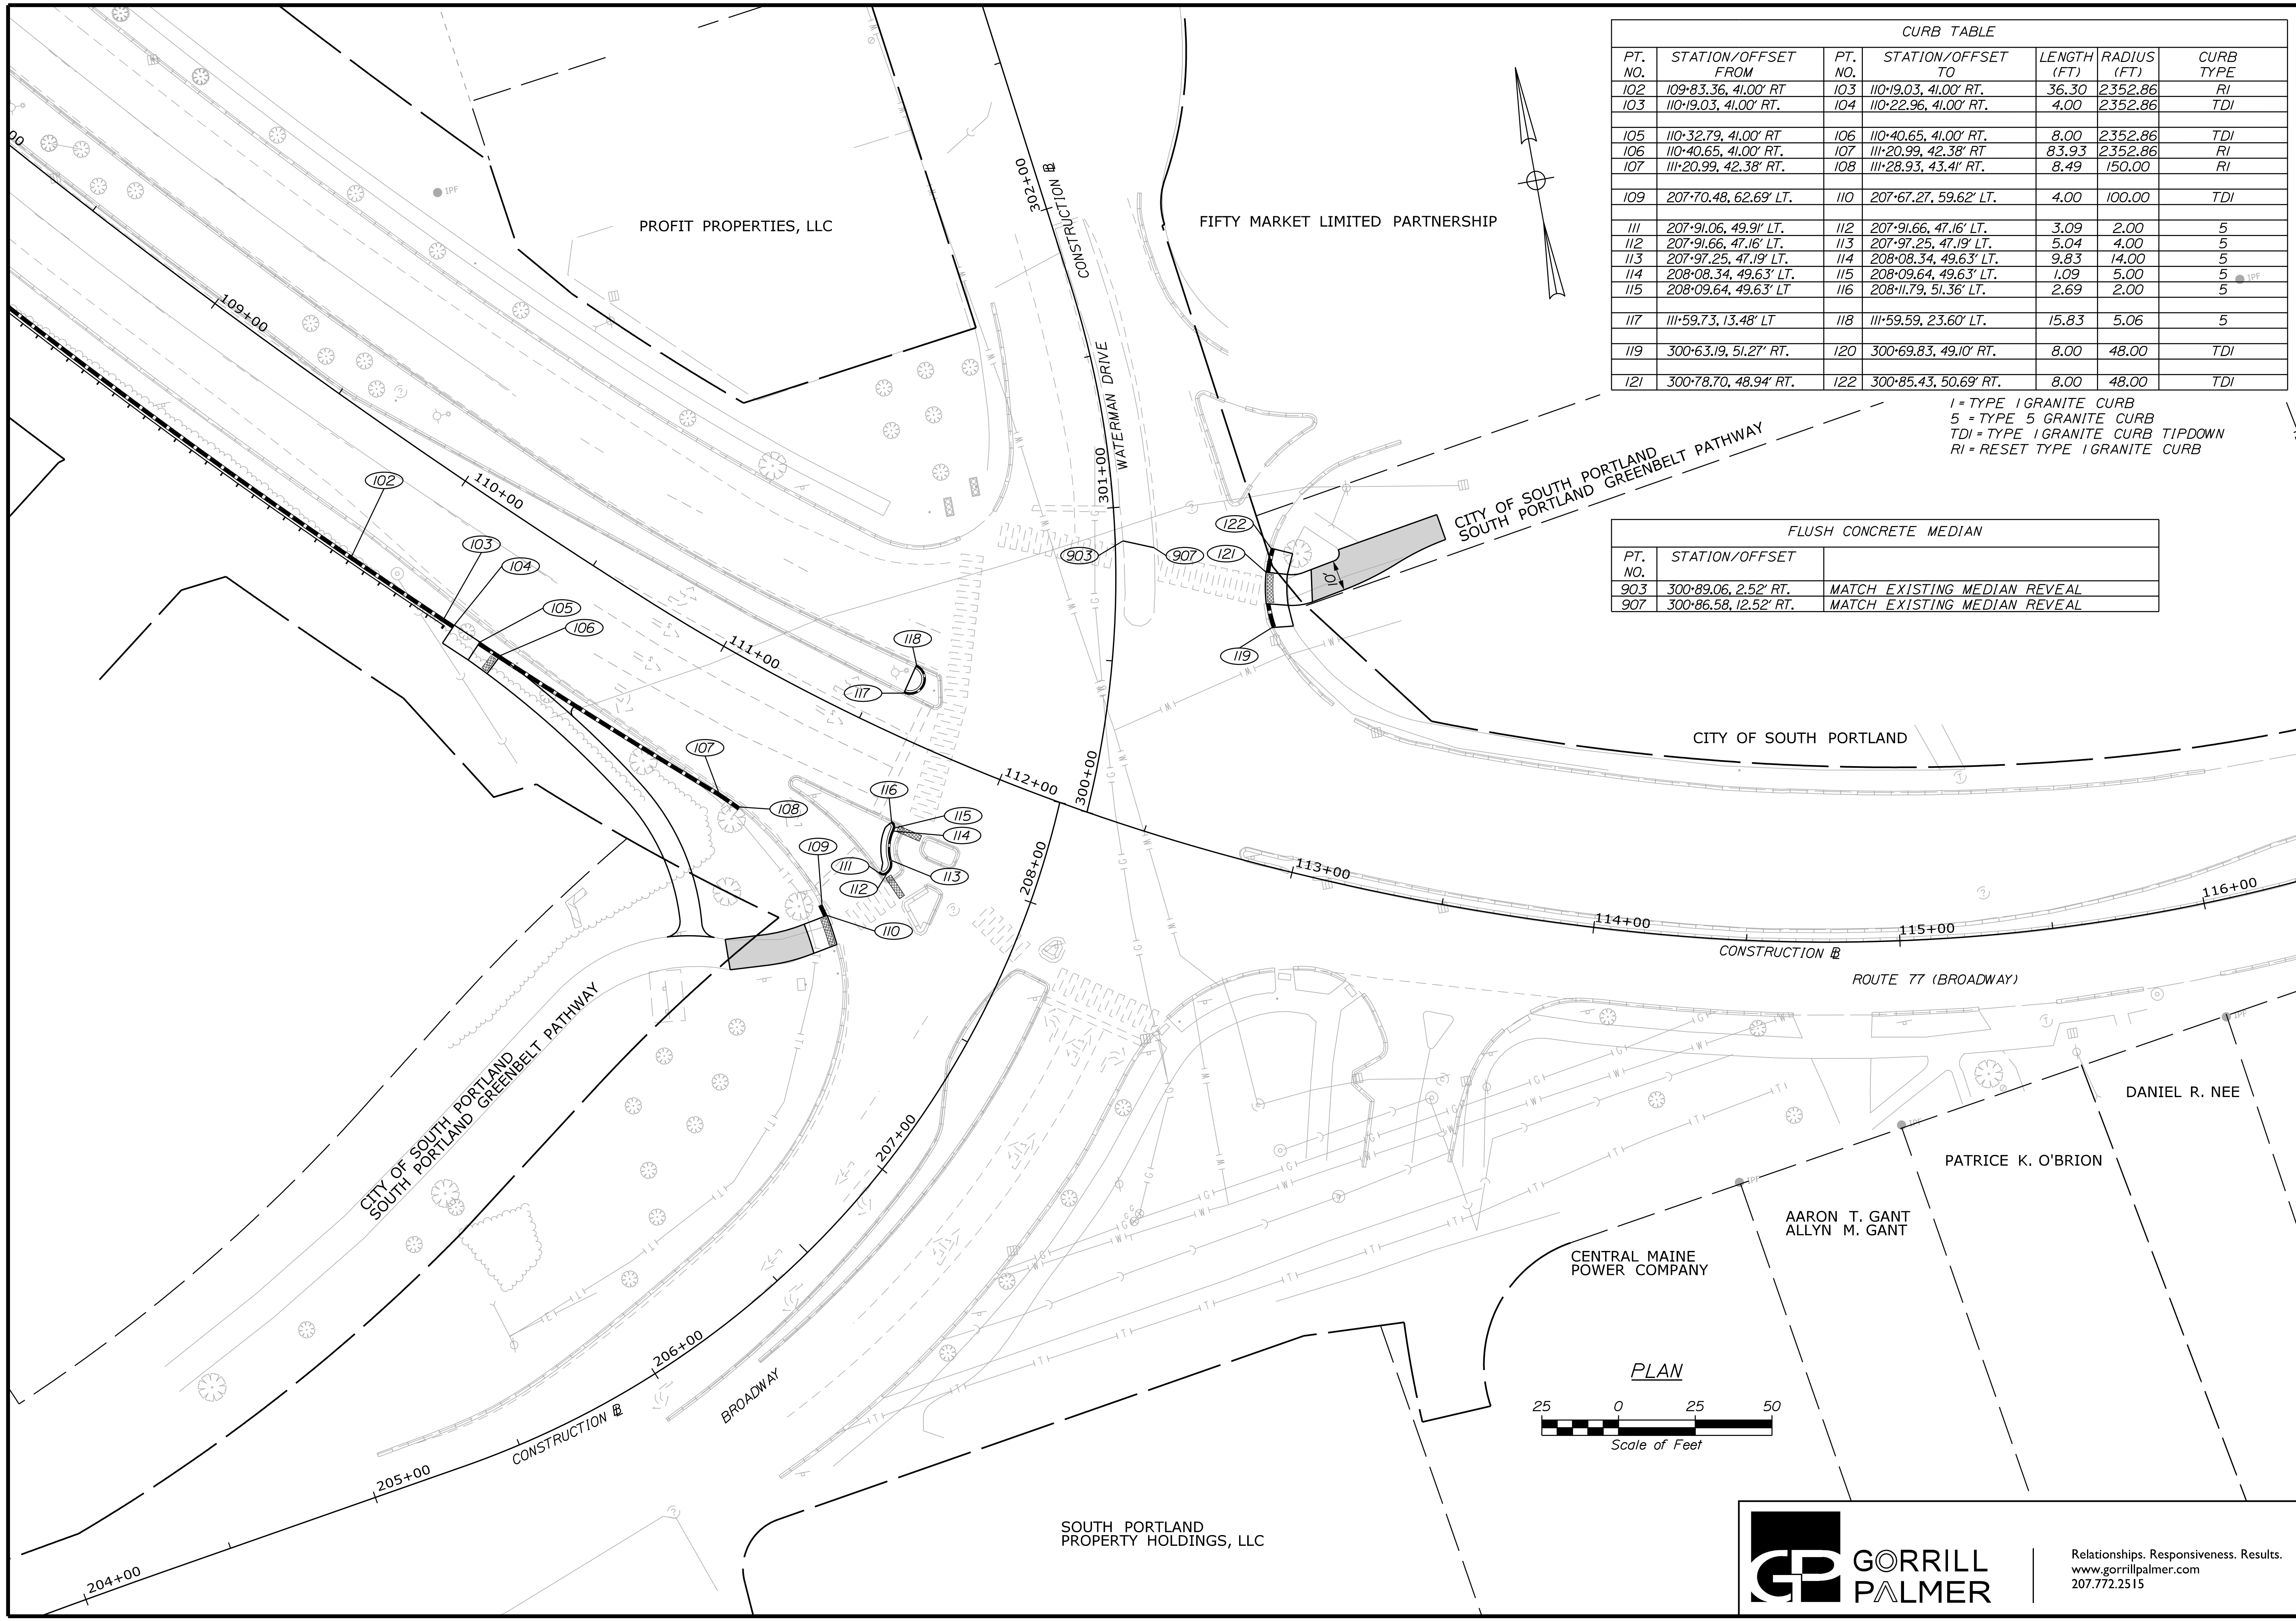 CURB TABLE
PT. NO. STATION/OFFSET FROM PT. NO. STATION/OFFSET TO LENGTH (FT) RADIUS (FT) CURB TYPE
102 109+83.36, 41.00' RT 103 110+19.03, 41.00' RT. 36.30 2352.86 R1
103 110+19.03, 41.00' RT. 104 110+22.96, 41.00' RT. 4.00 2352.86 TD1
105 110+32.79, 41.00' RT 106 110+40.65, 41.00' RT. 8.00 2352.86 TD1
106 110+40.65, 41.00' RT. 107 111+20.99, 42.38' RT 83.93 2352.86 R1
107 111+20.99, 42.38' RT. 108 111+28.93, 43.41' RT. 8.49 150.00 R1
109 207+70.48, 62.69' LT. 110 207+67.27, 59.62' LT. 4.00 100.00 TD1
111 207+91.06, 49.91' LT. 112 207+91.66, 47.16' LT. 3.09 2.00 5
112 207+91.66, 47.16' LT. 113 207+97.25, 47.19' LT. 5.04 4.00 5
113 207+97.25, 47.19' LT. 114 208+08.34, 49.63' LT. 9.83 14.00 5
114 208+08.34, 49.63' LT. 115 208+09.64, 49.63' LT. 1.09 5.00 5
115 208+09.64, 49.63' LT 116 208+11.79, 51.36' LT. 2.69 2.00 5
117 111+59.73, 13.48' LT 118 111+59.59, 23.60' LT. 15.83 5.06 5
119 300+63.19, 51.27' RT. 120 300+69.83, 49.10' RT. 8.00 48.00 TD1
121 300+78.70, 48.94' RT. 122 300+85.43, 50.69' RT. 8.00 48.00 TD1
1 = TYPE 1 GRANITE CURB
5 = TYPE 5 GRANITE CURB
TD1 = TYPE 1 GRANITE CURB TIPDOWN
R1 = RESET TYPE 1 GRANITE CURB
FLUSH CONCRETE MEDIAN
PT. NO. STATION/OFFSET
903 300+89.06, 2.52' RT. MATCH EXISTING MEDIAN REVEAL
907 300+86.58, 12.52' RT. MATCH EXISTING MEDIAN REVEAL
PROFIT PROPERTIES, LLC
FIFTY MARKET LIMITED PARTNERSHIP
IPF
IPF
302+00
CONSTRUCTION BL
WATERMAN DRIVE
301+00
300+00
109+00
110+00
111+00
112+00
113+00
114+00
115+00
116+00
102
103
104
105
106
107
108
109
110
111
112
113
114
115
116
117
118
119
121
122
903
907
10'
CITY OF SOUTH PORTLAND
SOUTH PORTLAND GREENBELT PATHWAY
CITY OF SOUTH PORTLAND
CONSTRUCTION BL
ROUTE 77 (BROADWAY)
208+00
207+00
206+00
205+00
204+00
CITY OF SOUTH PORTLAND
SOUTH PORTLAND GREENBELT PATHWAY
CONSTRUCTION BL
BROADWAY
IPF
DANIEL R. NEE
IPF
PATRICE K. O'BRION
IPF
AARON T. GANT
ALLYN M. GANT
CENTRAL MAINE
POWER COMPANY
SOUTH PORTLAND
PROPERTY HOLDINGS, LLC
PLAN
25 0 25 50
Scale of Feet
GP
GORRILL
PALMER
Relationships. Responsiveness. Results.
www.gorrillpalmer.com
207.772.2515